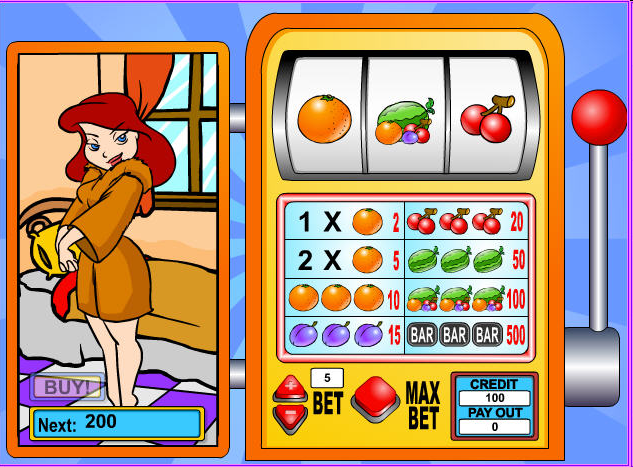 1 X 2 20
2 X 5 50
10 100
15 BAR BAR BAR 500
5
BET
MAX
BET
CREDIT
100
PAY OUT
0
BUY!
Next: 200